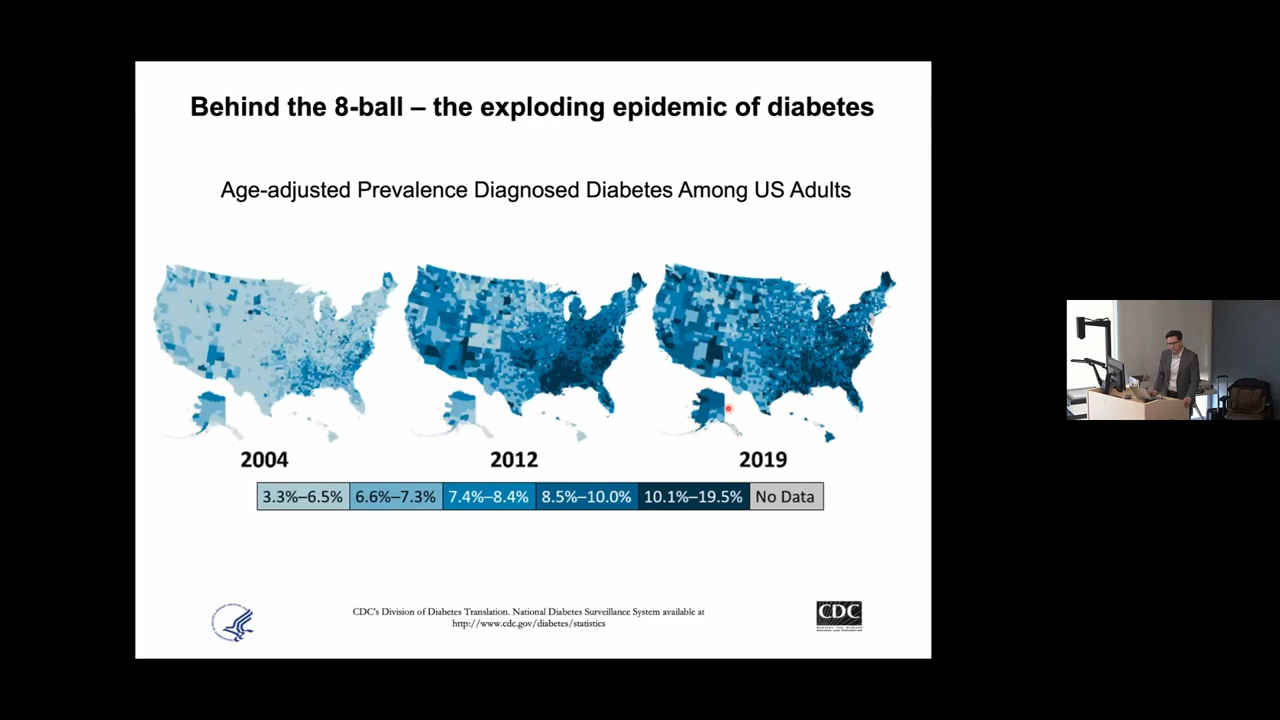 Behind the 8-ball – the exploding epidemic of diabetes
Age-adjusted Prevalence Diagnosed Diabetes Among US Adults
2004
2012
2019
3.3%–6.5%
6.6%–7.3%
7.4%–8.4%
8.5%–10.0%
10.1%–19.5%
No Data
CDC's Division of Diabetes Translation. National Diabetes Surveillance System available at
http://www.cdc.gov/diabetes/statistics
CDC